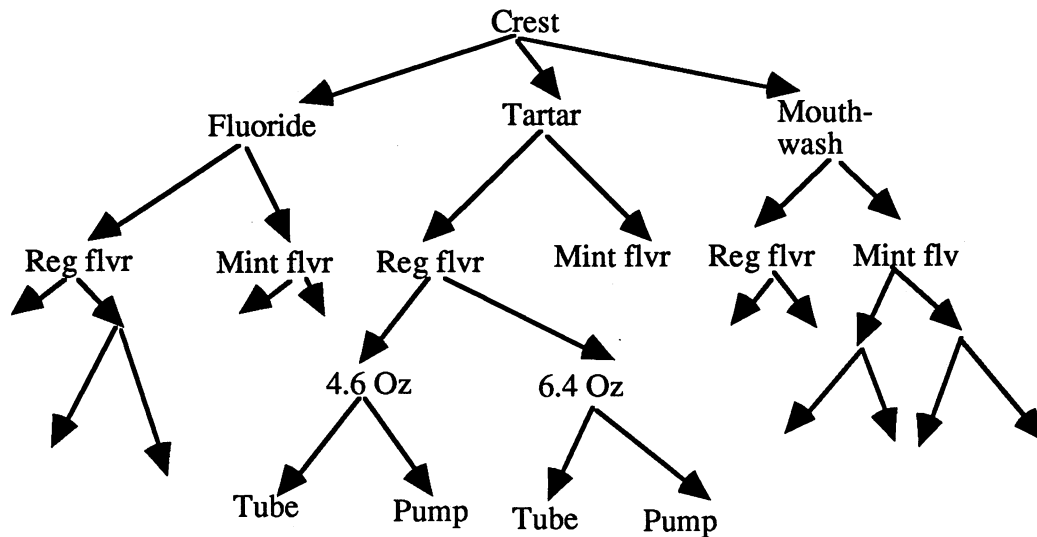 Crest
Fluoride
Tartar
Mouth-
wash
Reg flvr
Mint flvr
Reg flvr
Mint flvr
Reg flvr
Mint flv
4.6 Oz
6.4 Oz
Tube
Pump
Tube
Pump